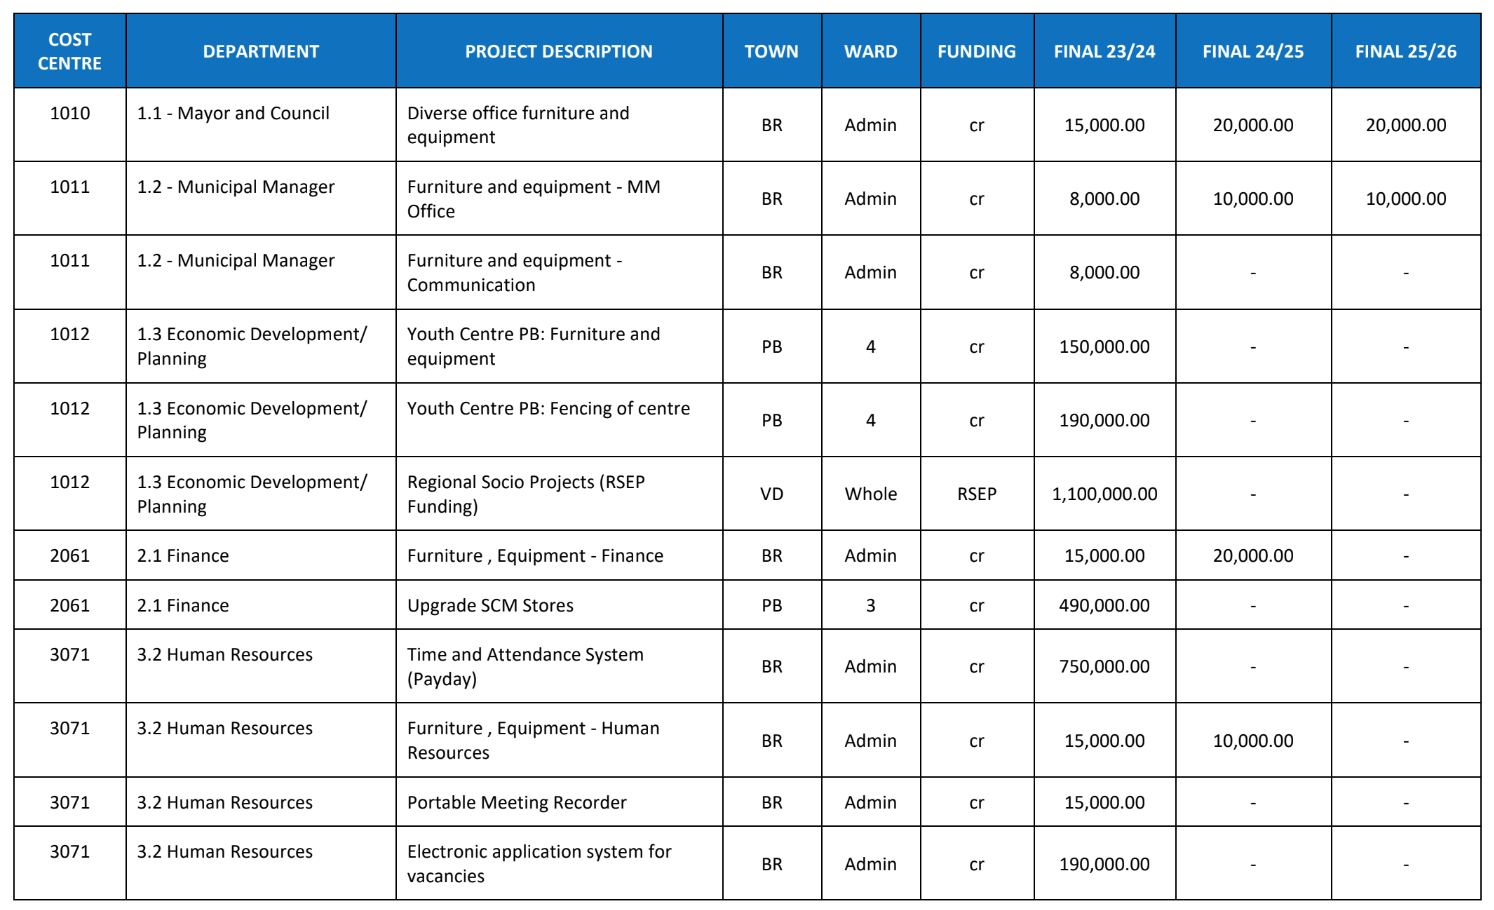 COST CENTRE DEPARTMENT PROJECT DESCRIPTION TOWN WARD FUNDING FINAL 23/24 FINAL 24/25 FINAL 25/26
1010 1.1 - Mayor and Council Diverse office furniture and
equipment BR Admin cr 15,000.00 20,000.00 20,000.00
1011 1.2 - Municipal Manager Furniture and equipment - MM
Office BR Admin cr 8,000.00 10,000.00 10,000.00
1011 1.2 - Municipal Manager Furniture and equipment -
Communication BR Admin cr 8,000.00 - -
1012 1.3 Economic Development/
Planning Youth Centre PB: Furniture and
equipment PB 4 cr 150,000.00 - -
1012 1.3 Economic Development/
Planning Youth Centre PB: Fencing of centre PB 4 cr 190,000.00 - -
1012 1.3 Economic Development/
Planning Regional Socio Projects (RSEP
Funding) VD Whole RSEP 1,100,000.00 - -
2061 2.1 Finance Furniture , Equipment - Finance BR Admin cr 15,000.00 20,000.00 -
2061 2.1 Finance Upgrade SCM Stores PB 3 cr 490,000.00 - -
3071 3.2 Human Resources Time and Attendance System
(Payday) BR Admin cr 750,000.00 - -
3071 3.2 Human Resources Furniture , Equipment - Human
Resources BR Admin cr 15,000.00 10,000.00 -
3071 3.2 Human Resources Portable Meeting Recorder BR Admin cr 15,000.00 - -
3071 3.2 Human Resources Electronic application system for
vacancies BR Admin cr 190,000.00 - -